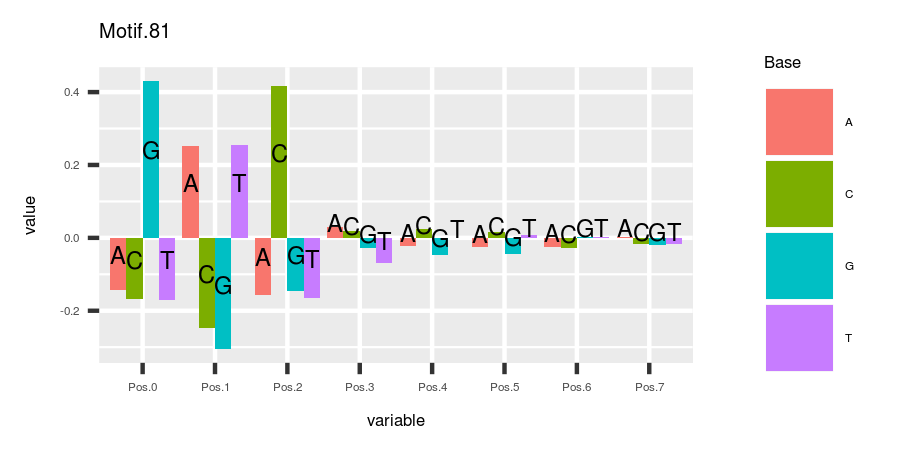 Motif.81
Base
0.4
0.2
0.0
-0.2
value
A C G T A C G T A C G T A C G T A C G T A C G T A C G T A C G T
Pos.0 Pos.1 Pos.2 Pos.3 Pos.4 Pos.5 Pos.6 Pos.7
variable
A
C
G
T